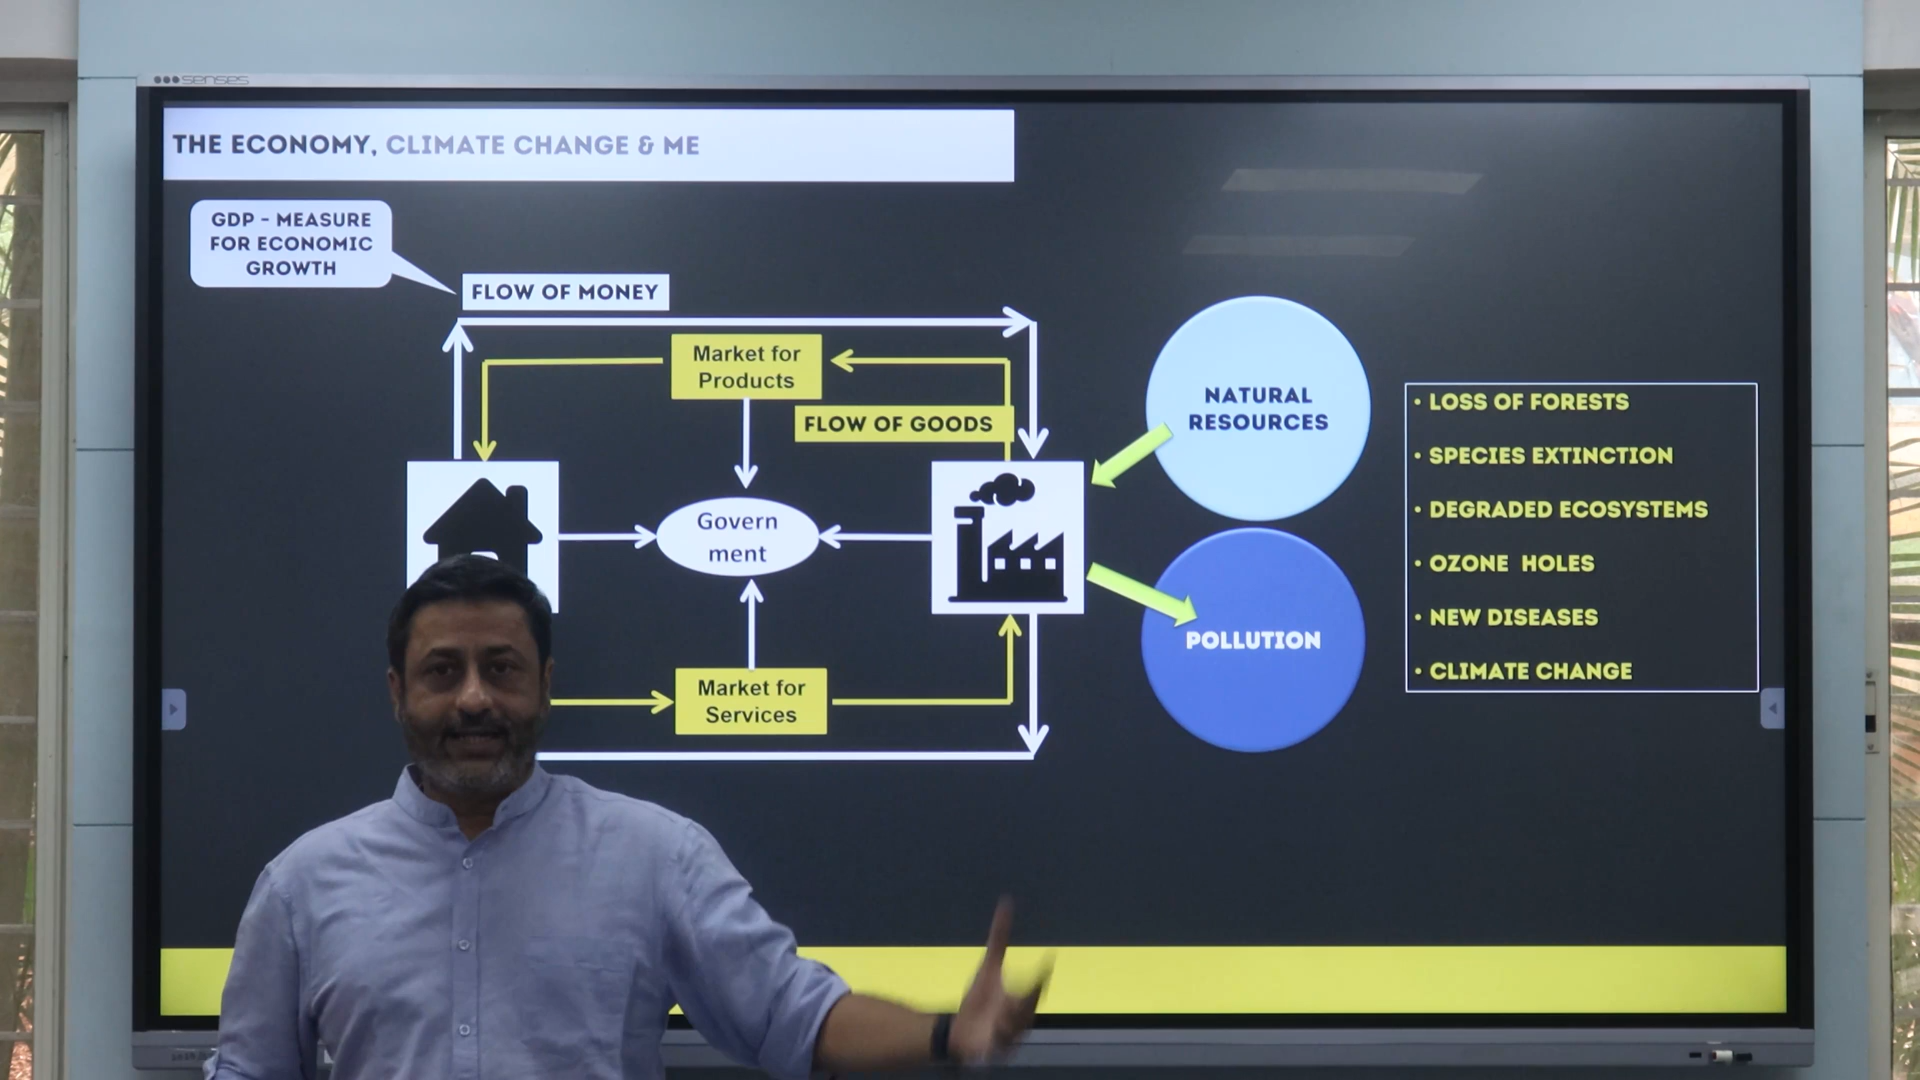 senses
THE ECONOMY, CLIMATE CHANGE & ME
GDP - MEASURE
FOR ECONOMIC
GROWTH
FLOW OF MONEY
Market for
Products
FLOW OF GOODS
Govern
ment
Market for
Services
NATURAL
RESOURCES
POLLUTION
• LOSS OF FORESTS
• SPECIES EXTINCTION
• DEGRADED ECOSYSTEMS
• OZONE HOLES
• NEW DISEASES
• CLIMATE CHANGE